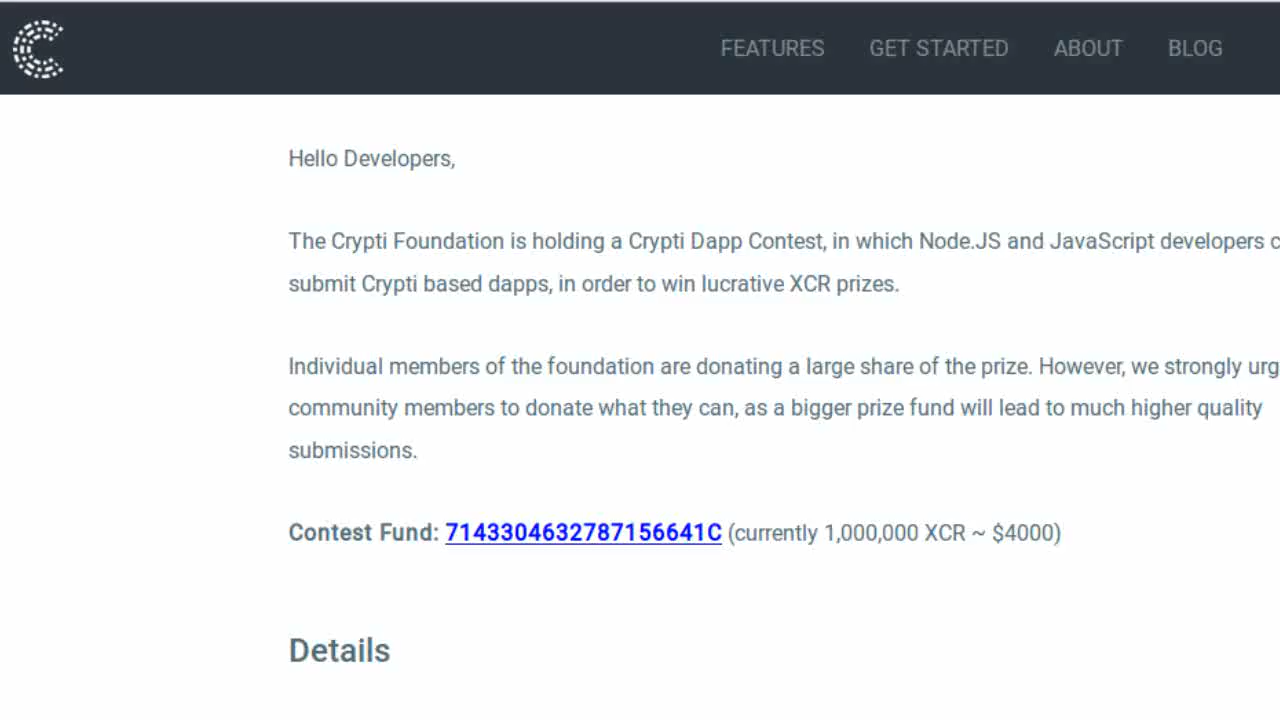 FEATURES GET STARTED ABOUT BLOG
Hello Developers,
The Crypti Foundation is holding a Crypti Dapp Contest, in which Node.JS and JavaScript developers
submit Crypti based dapps, in order to win lucrative XCR prizes.
Individual members of the foundation are donating a large share of the prize. However, we strongly
community members to donate what they can, as a bigger prize fund will lead to much higher quality
submissions.
Contest Fund: 7143304632787156641C (currently 1,000,000 XCR ~ $4000)
Details